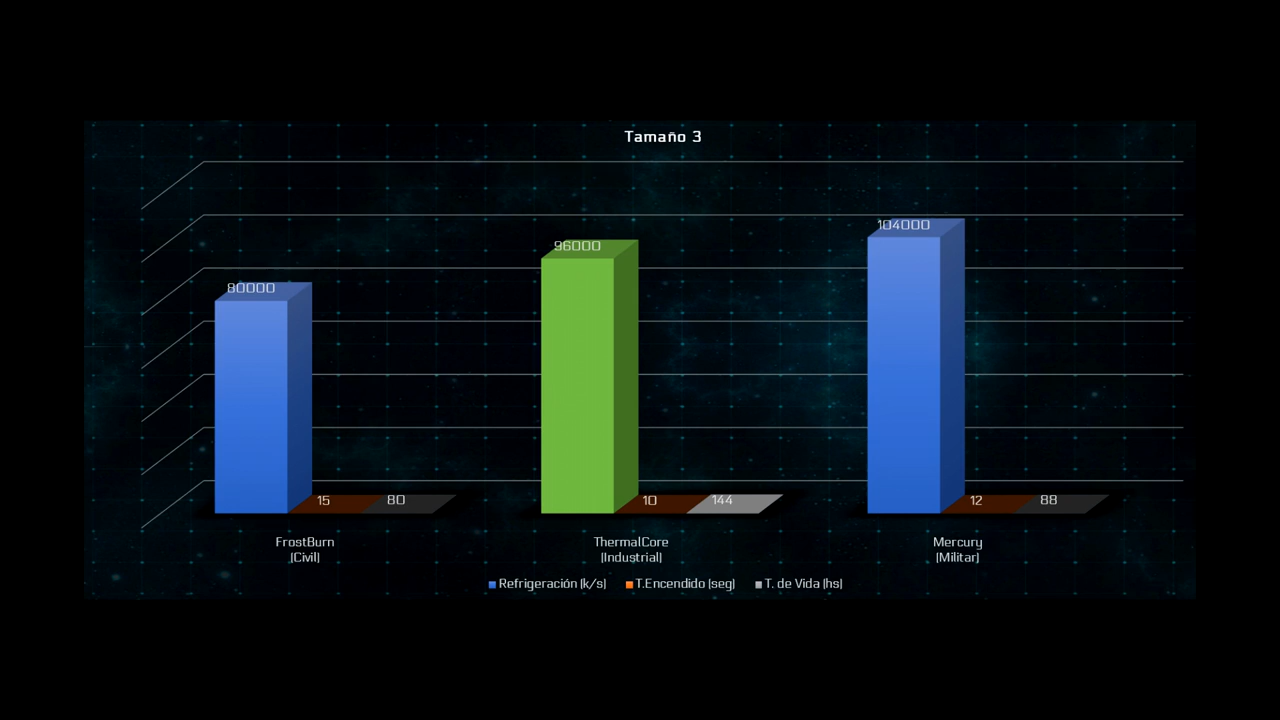 Tamaño 3
80000
96000
104000
15
80
10
144
12
88
FrostBurn
(Civil)
ThermalCore
(Industrial)
Mercury
(Militar)
Refrigeración (k/s)
T.Encendido (seg)
T. de Vida (hs)